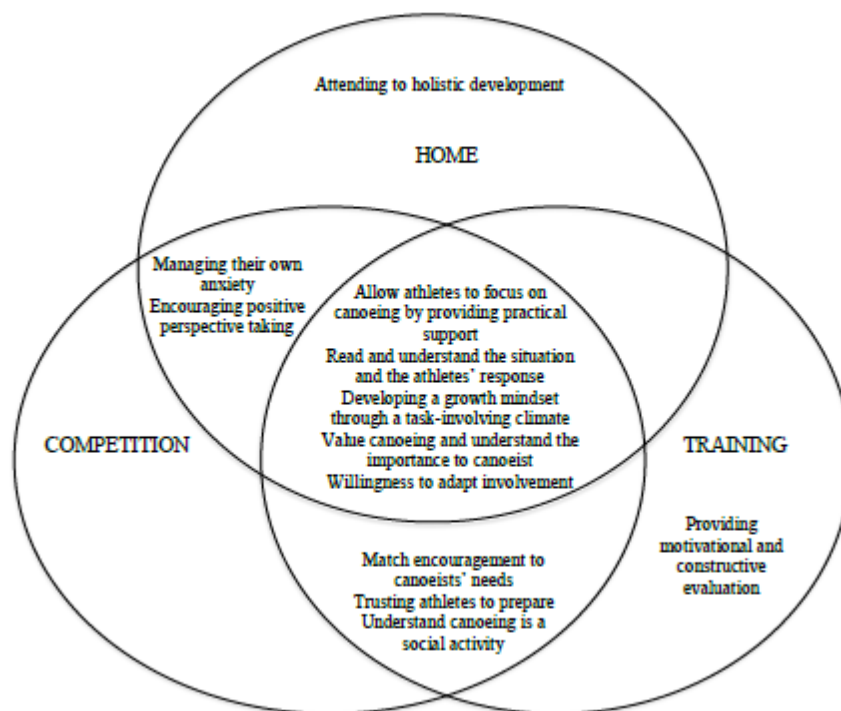 Attending to holistic development
HOME
Managing their own
anxiety
Encouraging positive
perspective taking
Allow athletes to focus on
canoeing by providing practical
support
Read and understand the situation
and the athletes’ response
Developing a growth mindset
through a task-involving climate
Value canoeing and understand the
importance to canoeist
Willingness to adapt involvement
COMPETITION
TRAINING
Providing
motivational and
constructive
evaluation
Match encouragement to
canoeists’ needs
Trusting athletes to prepare
Understand canoeing is a
social activity